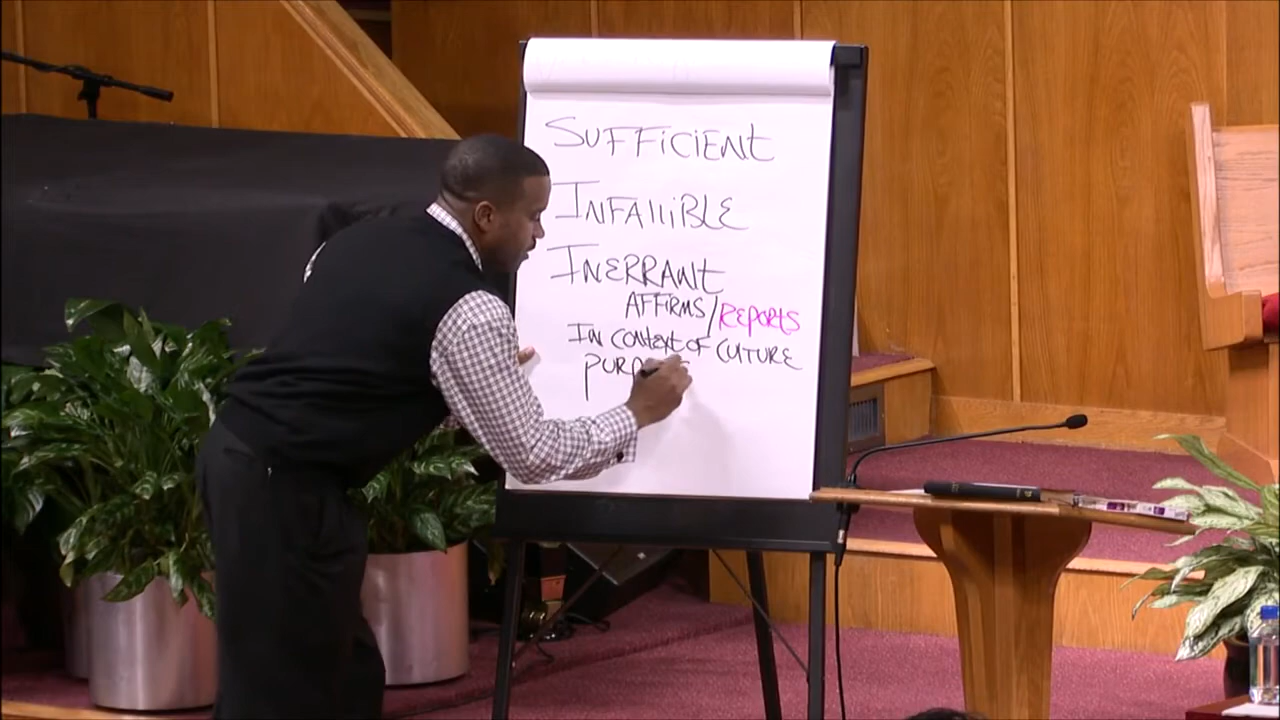 SUFFiCiENt
INFAlliBLE
INERRANT
AFFiRMS/REPORtS
IN CONtExt OF CUlTURE